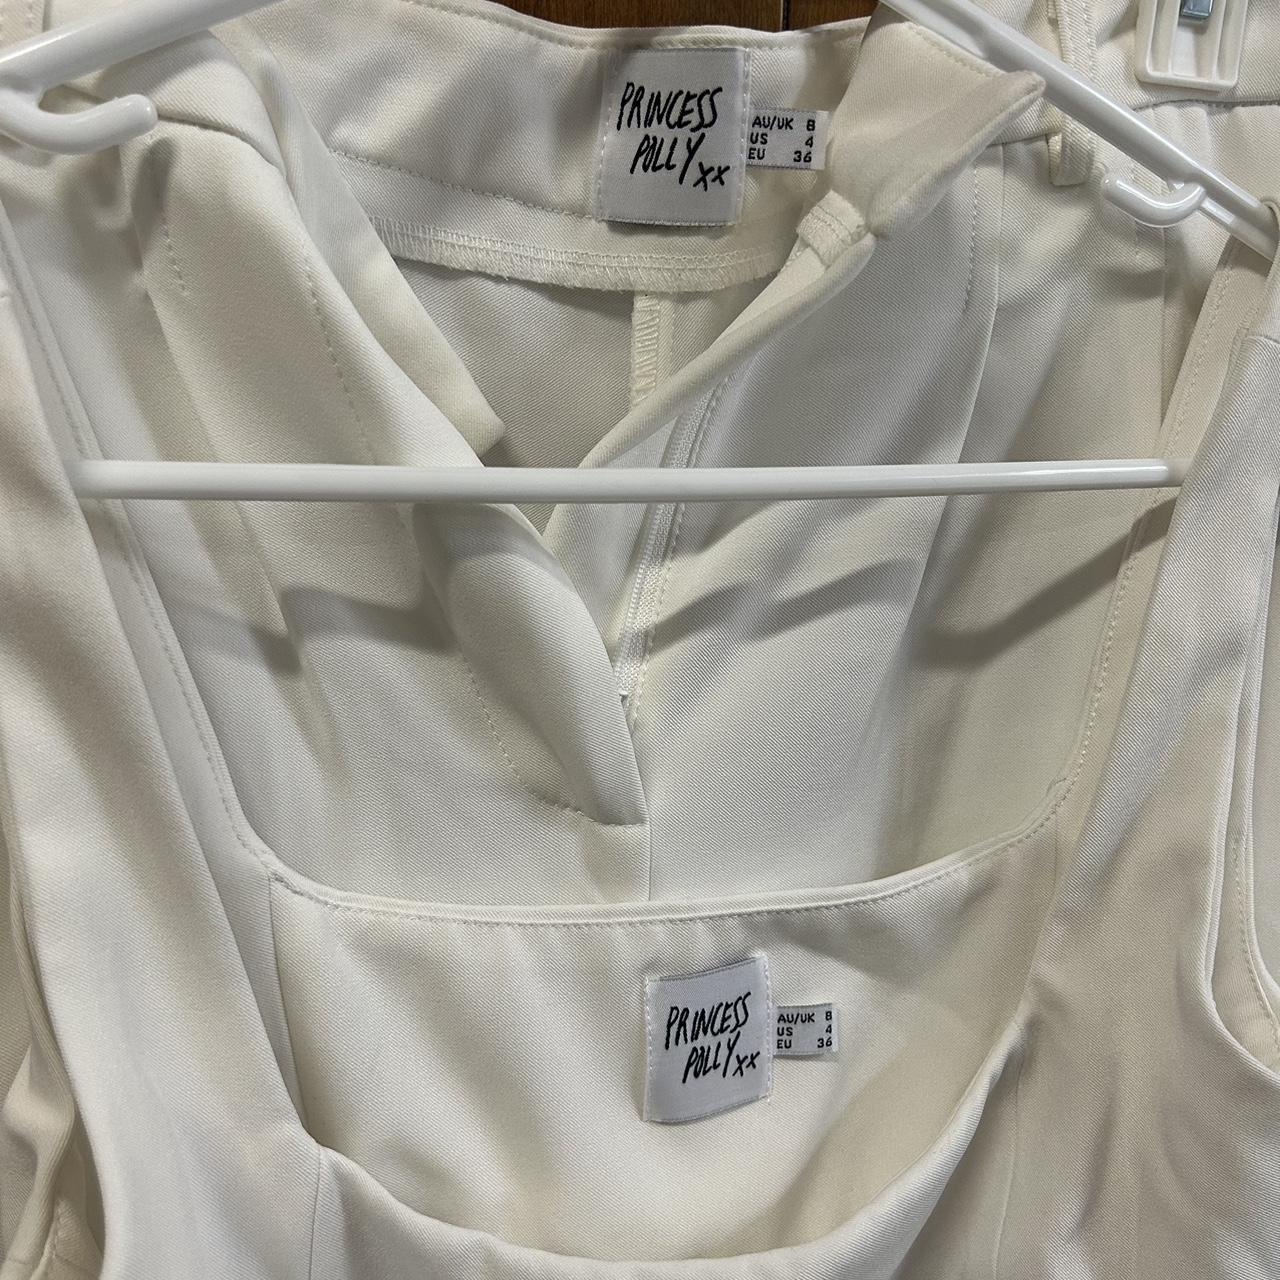 PRINCESS
POLLY xx
AU/UK 8
US 4
EU 36
PRINCESS
POLLY xx
AU/UK 8
US 4
EU 36